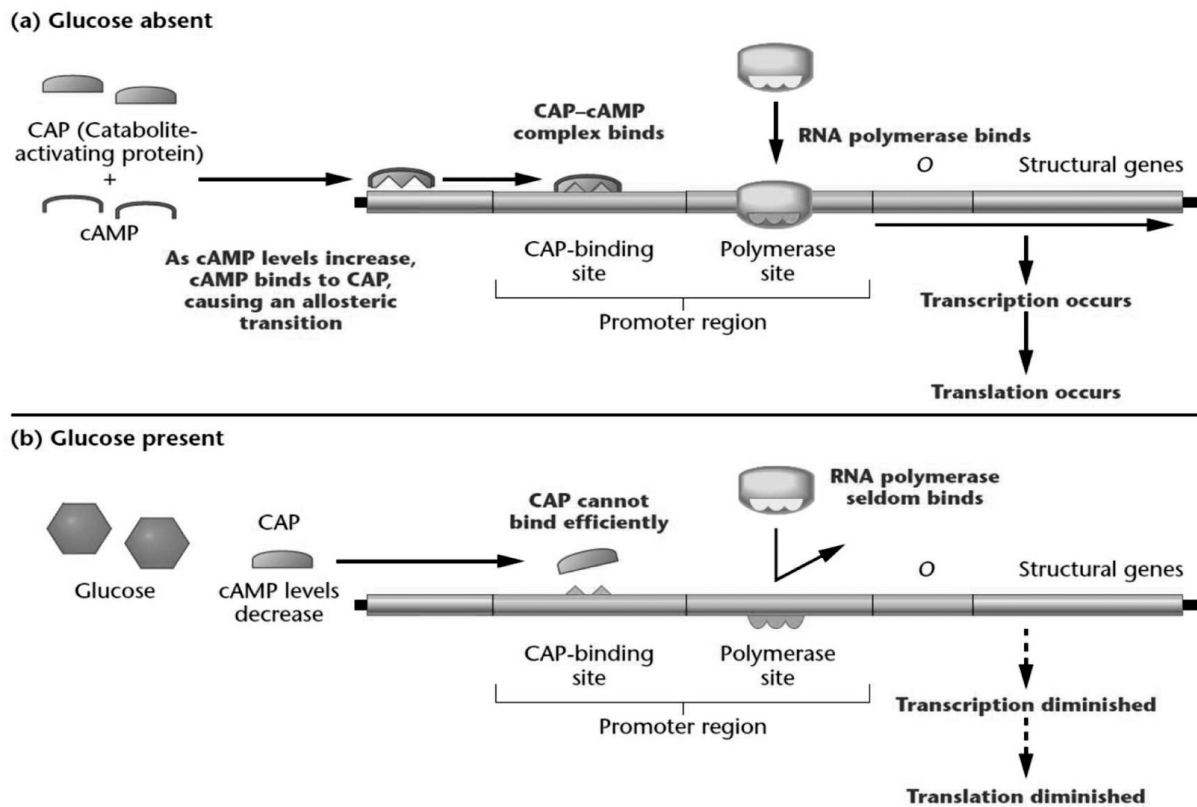 (a) Glucose absent
CAP (Catabolite-
activating protein)
+
cAMP
As cAMP levels increase,
cAMP binds to CAP,
causing an allosteric
transition
CAP–cAMP
complex binds
RNA polymerase binds
O
Structural genes
CAP-binding
site
Polymerase
site
Promoter region
Transcription occurs
Translation occurs
(b) Glucose present
Glucose
CAP
cAMP levels
decrease
CAP cannot
bind efficiently
RNA polymerase
seldom binds
O
Structural genes
CAP-binding
site
Polymerase
site
Promoter region
Transcription diminished
Translation diminished